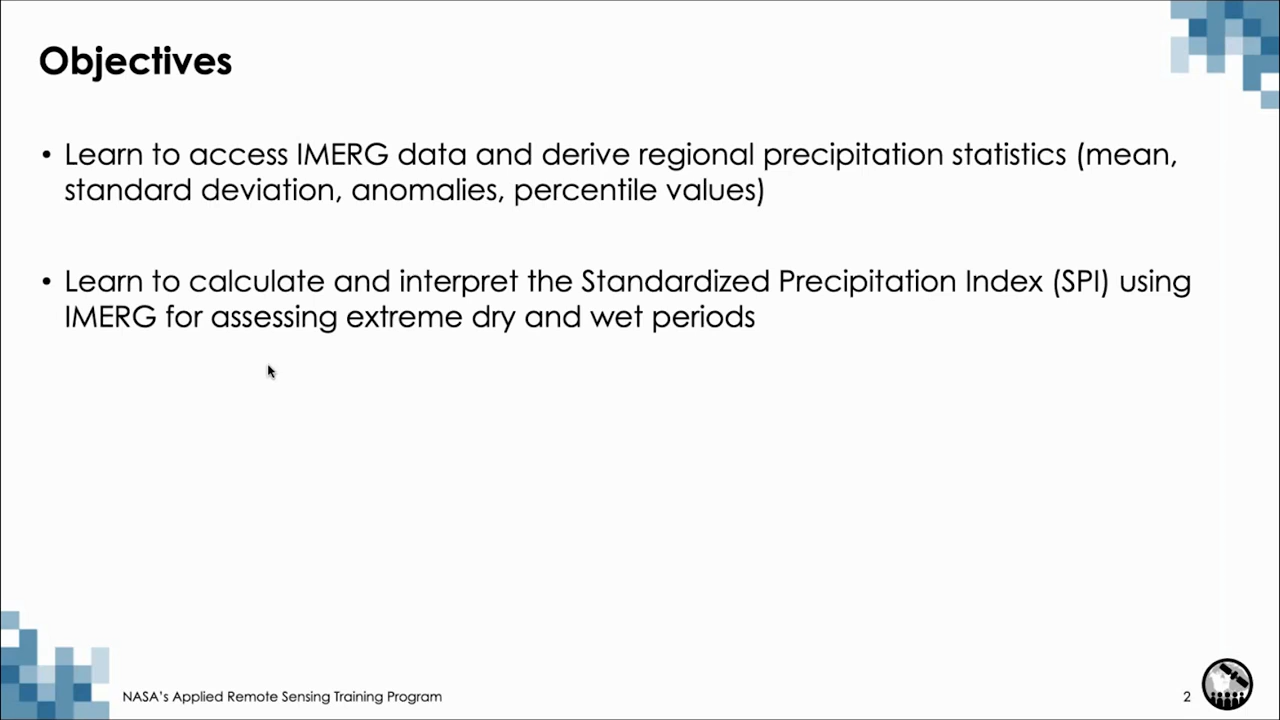 Objectives
• Learn to access IMERG data and derive regional precipitation statistics (mean,
standard deviation, anomalies, percentile values)
• Learn to calculate and interpret the Standardized Precipitation Index (SPI) using
IMERG for assessing extreme dry and wet periods
NASA's Applied Remote Sensing Training Program
2